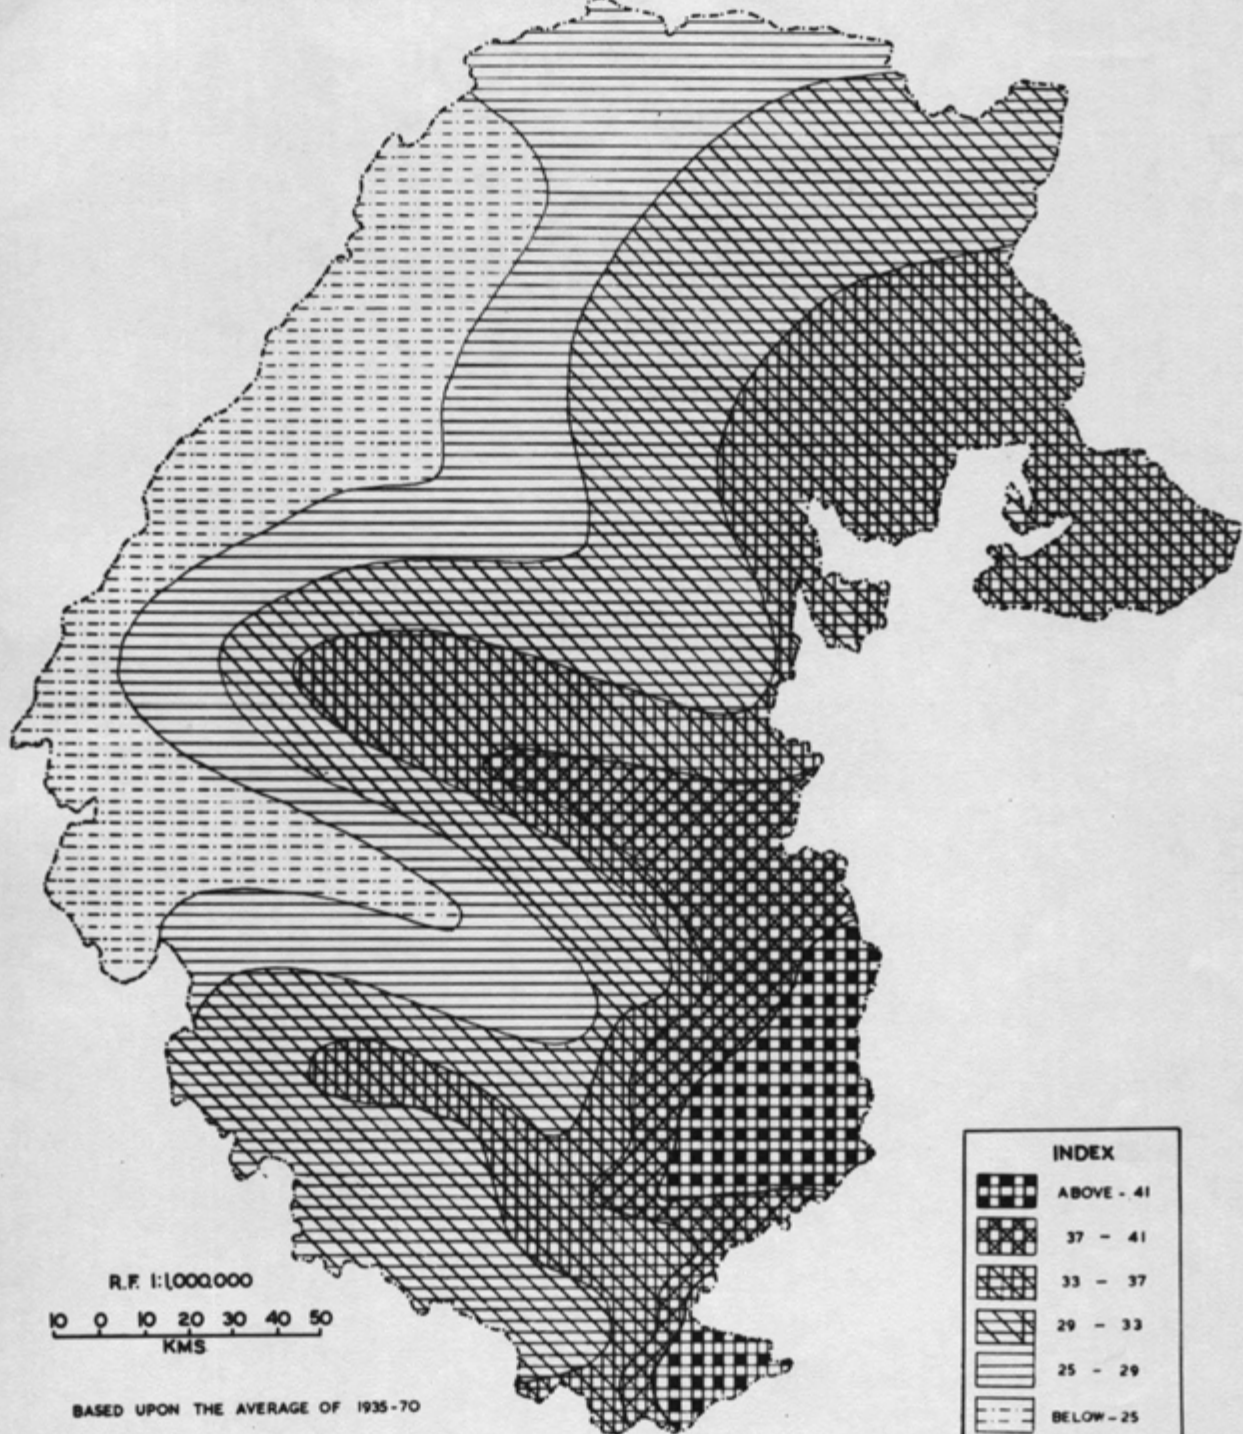 INDEX
ABOVE - 41
37 - 41
33 - 37
29 - 33
25 - 29
BELOW - 25
R.F. 1:1,000,000
10 0 10 20 30 40 50
KMS
BASED UPON THE AVERAGE OF 1935-70